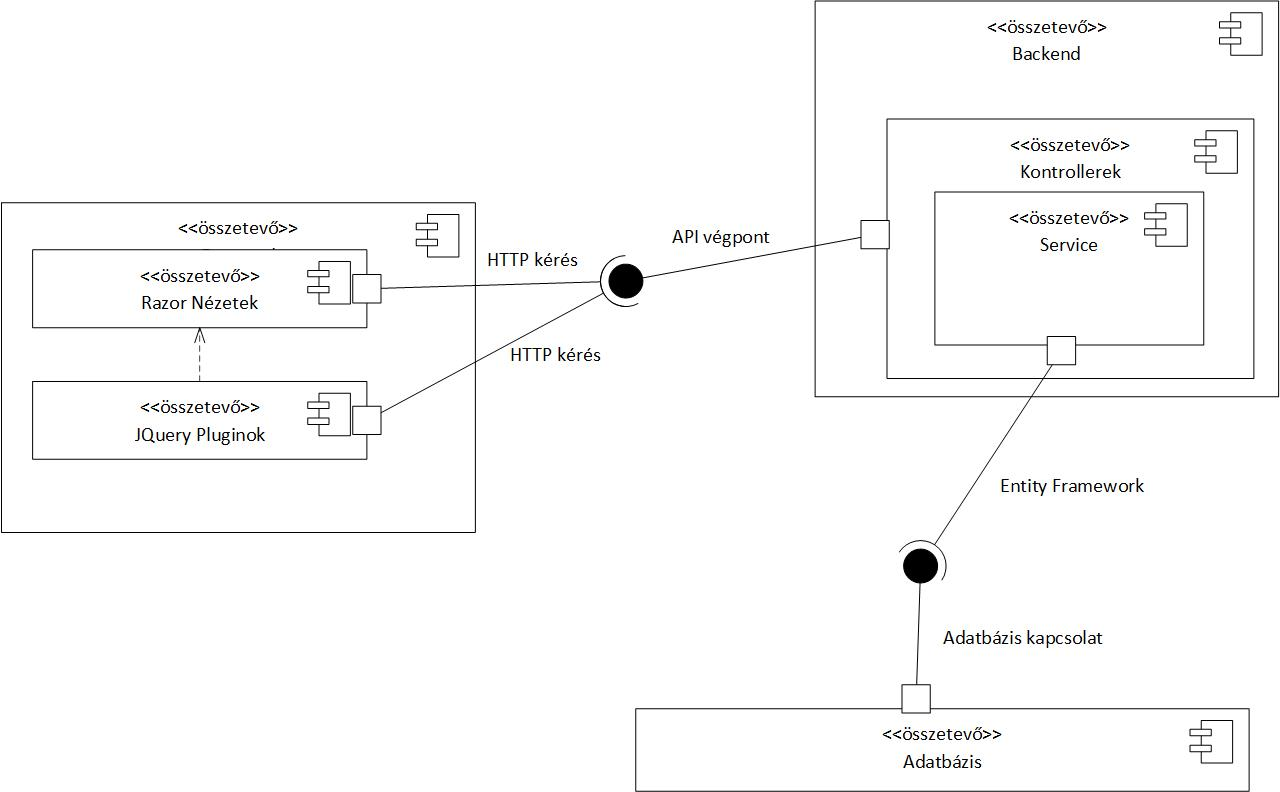 <<összetevő>>
Backend
<<összetevő>>
Kontrollerek
<<összetevő>>
Service
<<összetevő>>
<<összetevő>>
Razor Nézetek
<<összetevő>>
JQuery Pluginok
HTTP kérés
HTTP kérés
API végpont
Entity Framework
Adatbázis kapcsolat
<<összetevő>>
Adatbázis